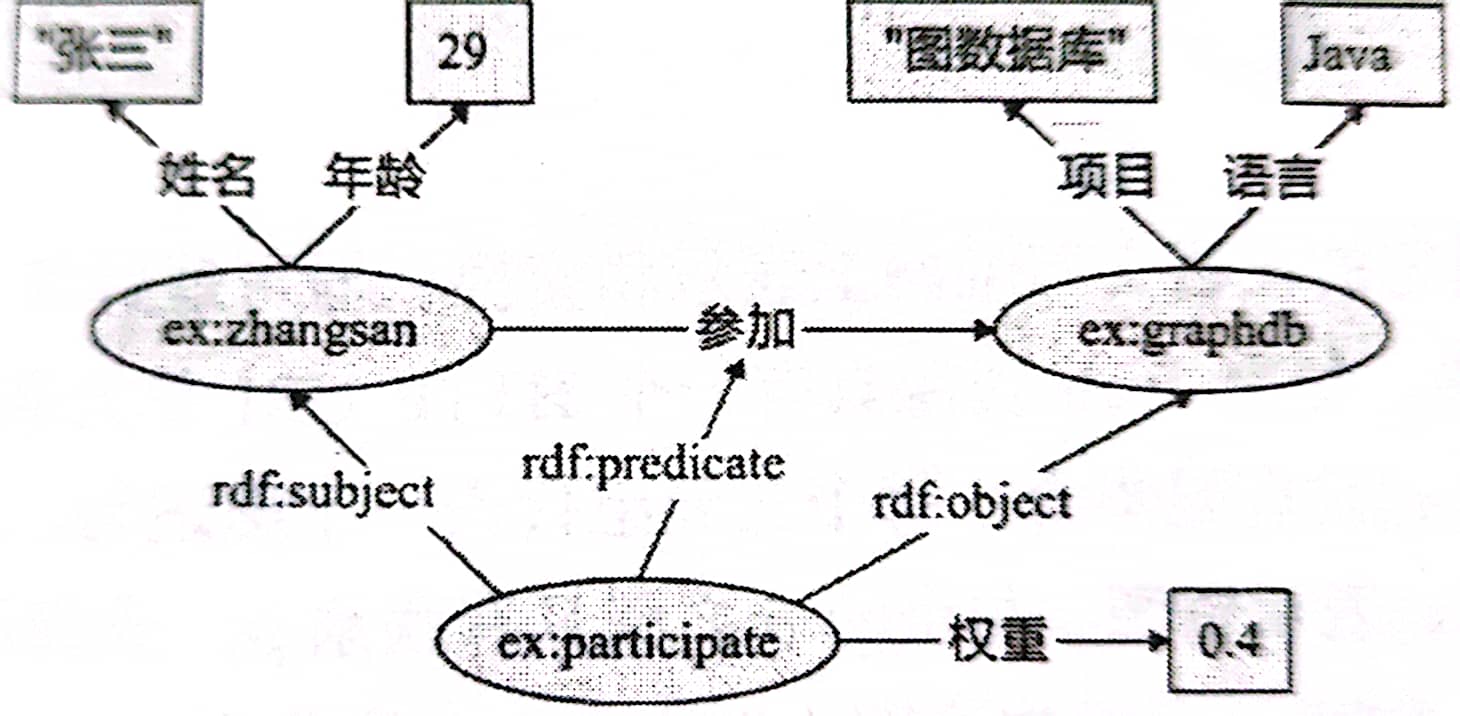 "张三" 29 "图数据库" Java
姓名 年龄 项目 语言
ex:zhangsan 参加 ex:graphdb
rdf:subject rdf:predicate rdf:object
ex:participate 权重 0.4